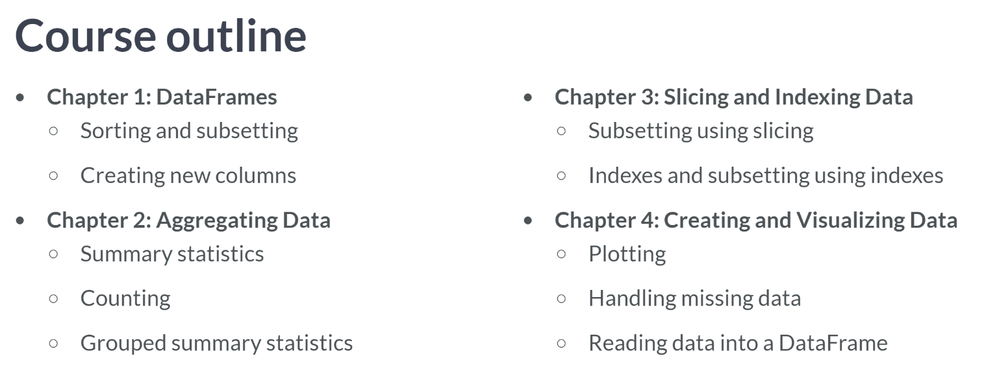 Course outline
• Chapter 1: DataFrames
○ Sorting and subsetting
○ Creating new columns
• Chapter 2: Aggregating Data
○ Summary statistics
○ Counting
○ Grouped summary statistics
• Chapter 3: Slicing and Indexing Data
○ Subsetting using slicing
○ Indexes and subsetting using indexes
• Chapter 4: Creating and Visualizing Data
○ Plotting
○ Handling missing data
○ Reading data into a DataFrame